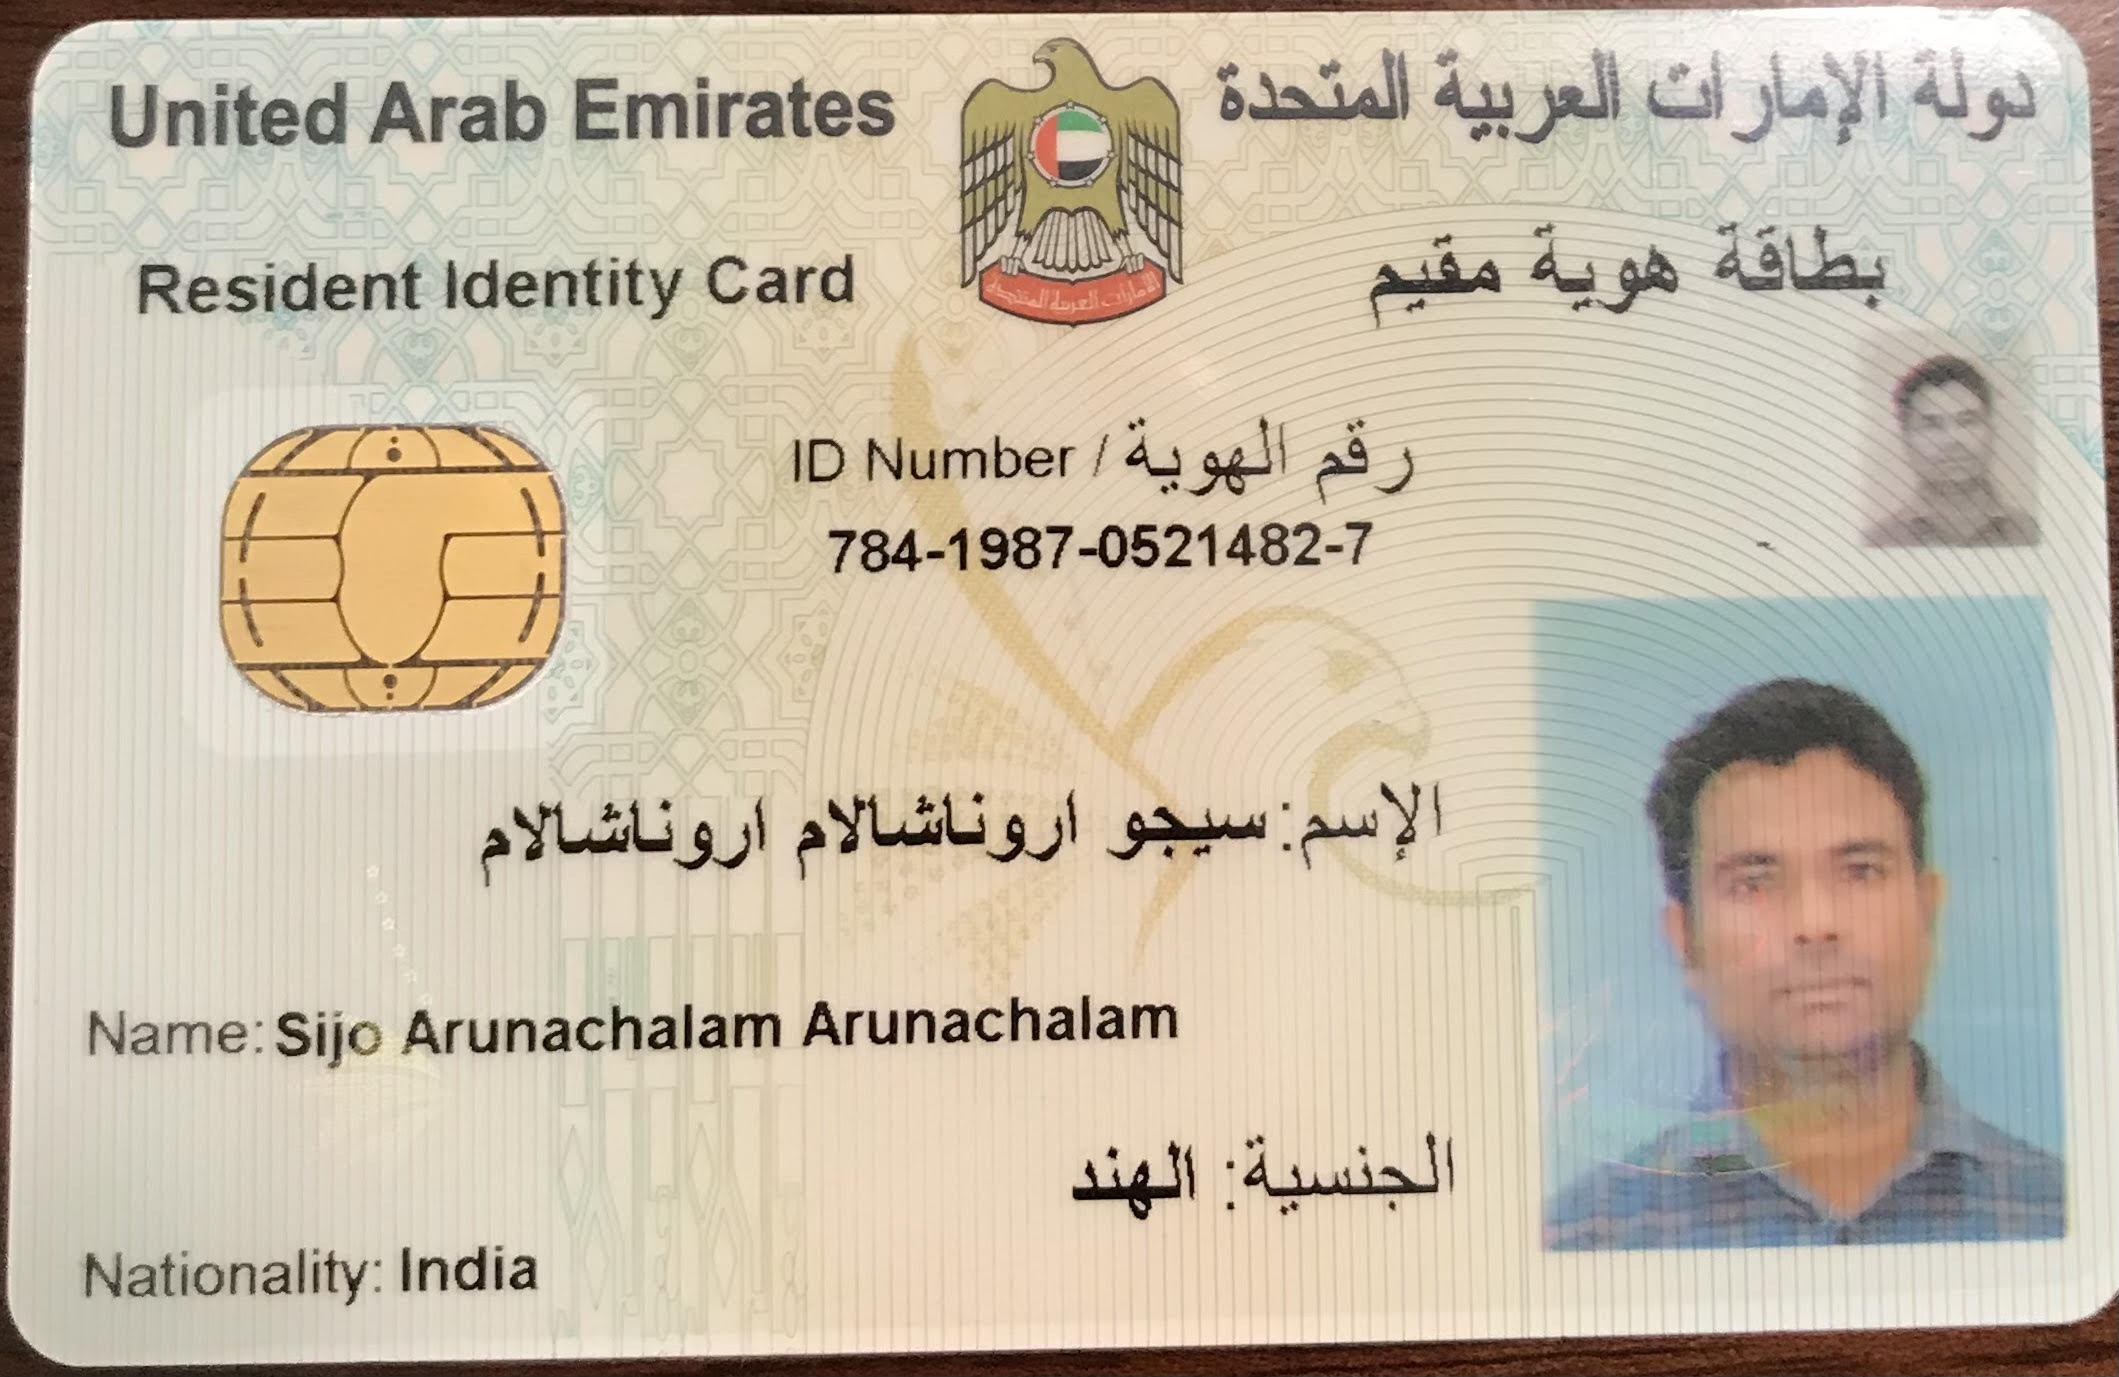 United Arab Emirates
دولة الإمارات العربية المتحدة
Resident Identity Card
بطاقة هوية مقيم
الإمارات العربية المتحدة
ID Number / رقم الهوية
784-1987-0521482-7
الإسم: سيجو اروناشالام اروناشالام
Name: Sijo Arunachalam Arunachalam
الجنسية: الهند
Nationality: India